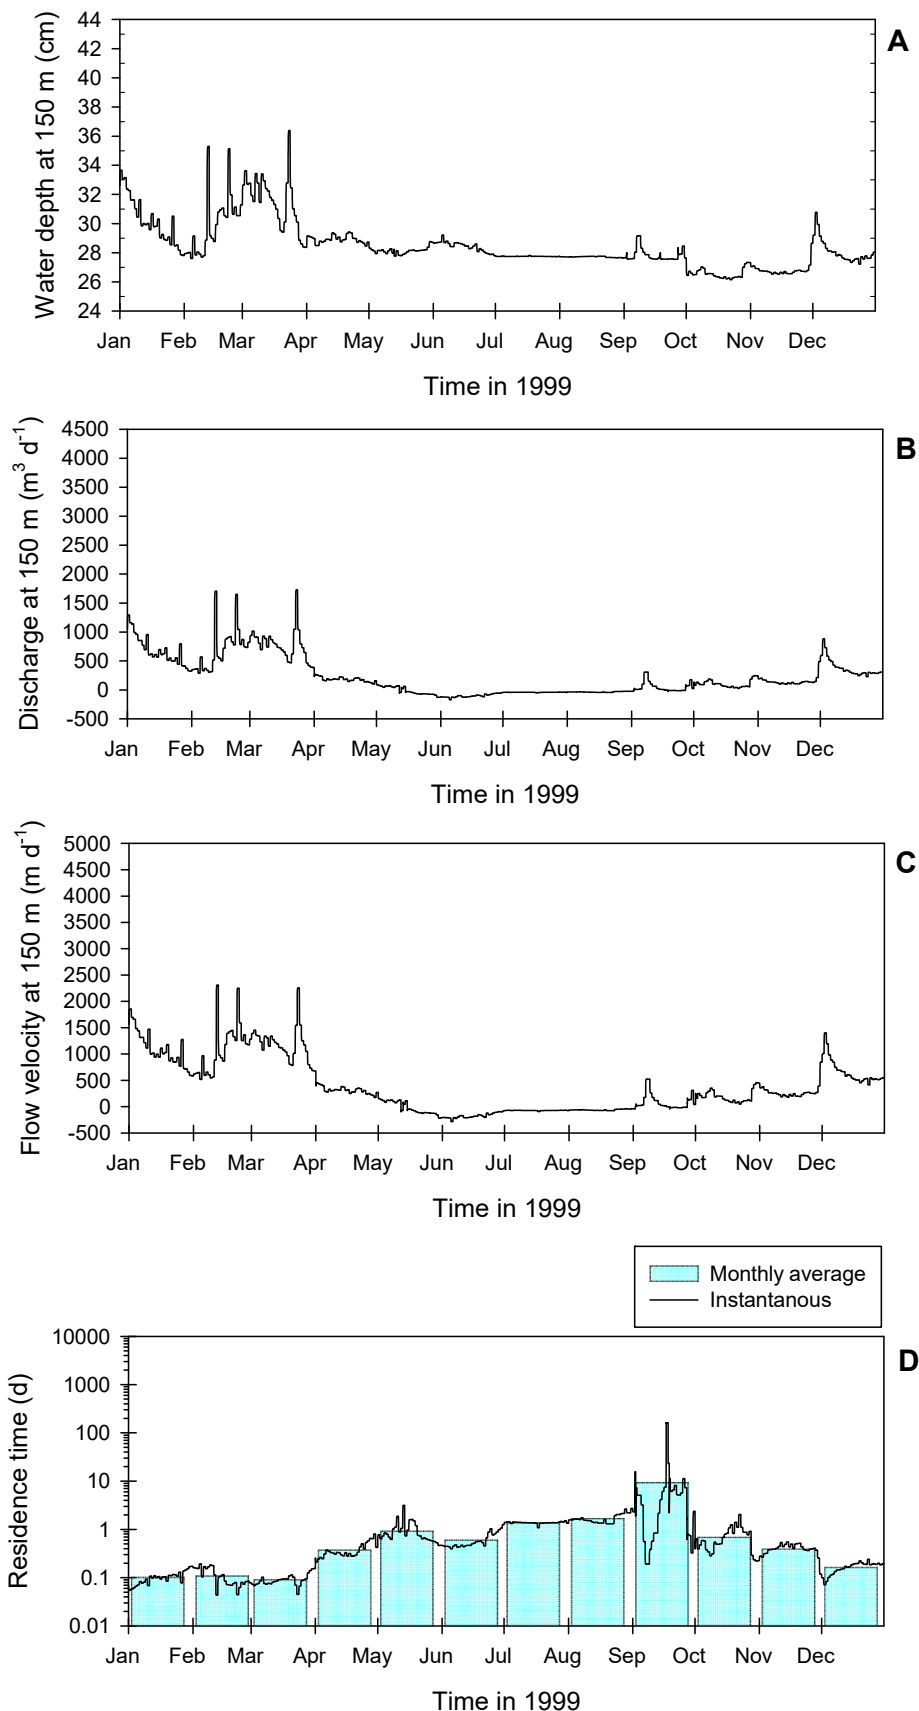 Water depth at 150 m (cm)
A
44
42
40
38
36
34
32
30
28
26
24
Jan Feb Mar Apr May Jun Jul Aug Sep Oct Nov Dec
Time in 1999
Discharge at 150 m (m³ d⁻¹)
B
4500
4000
3500
3000
2500
2000
1500
1000
500
0
-500
Jan Feb Mar Apr May Jun Jul Aug Sep Oct Nov Dec
Time in 1999
Flow velocity at 150 m (m d⁻¹)
C
5000
4500
4000
3500
3000
2500
2000
1500
1000
500
0
-500
Jan Feb Mar Apr May Jun Jul Aug Sep Oct Nov Dec
Time in 1999
Monthly average
Instantanous
Residence time (d)
D
10000
1000
100
10
1
0.1
0.01
Jan Feb Mar Apr May Jun Jul Aug Sep Oct Nov Dec
Time in 1999